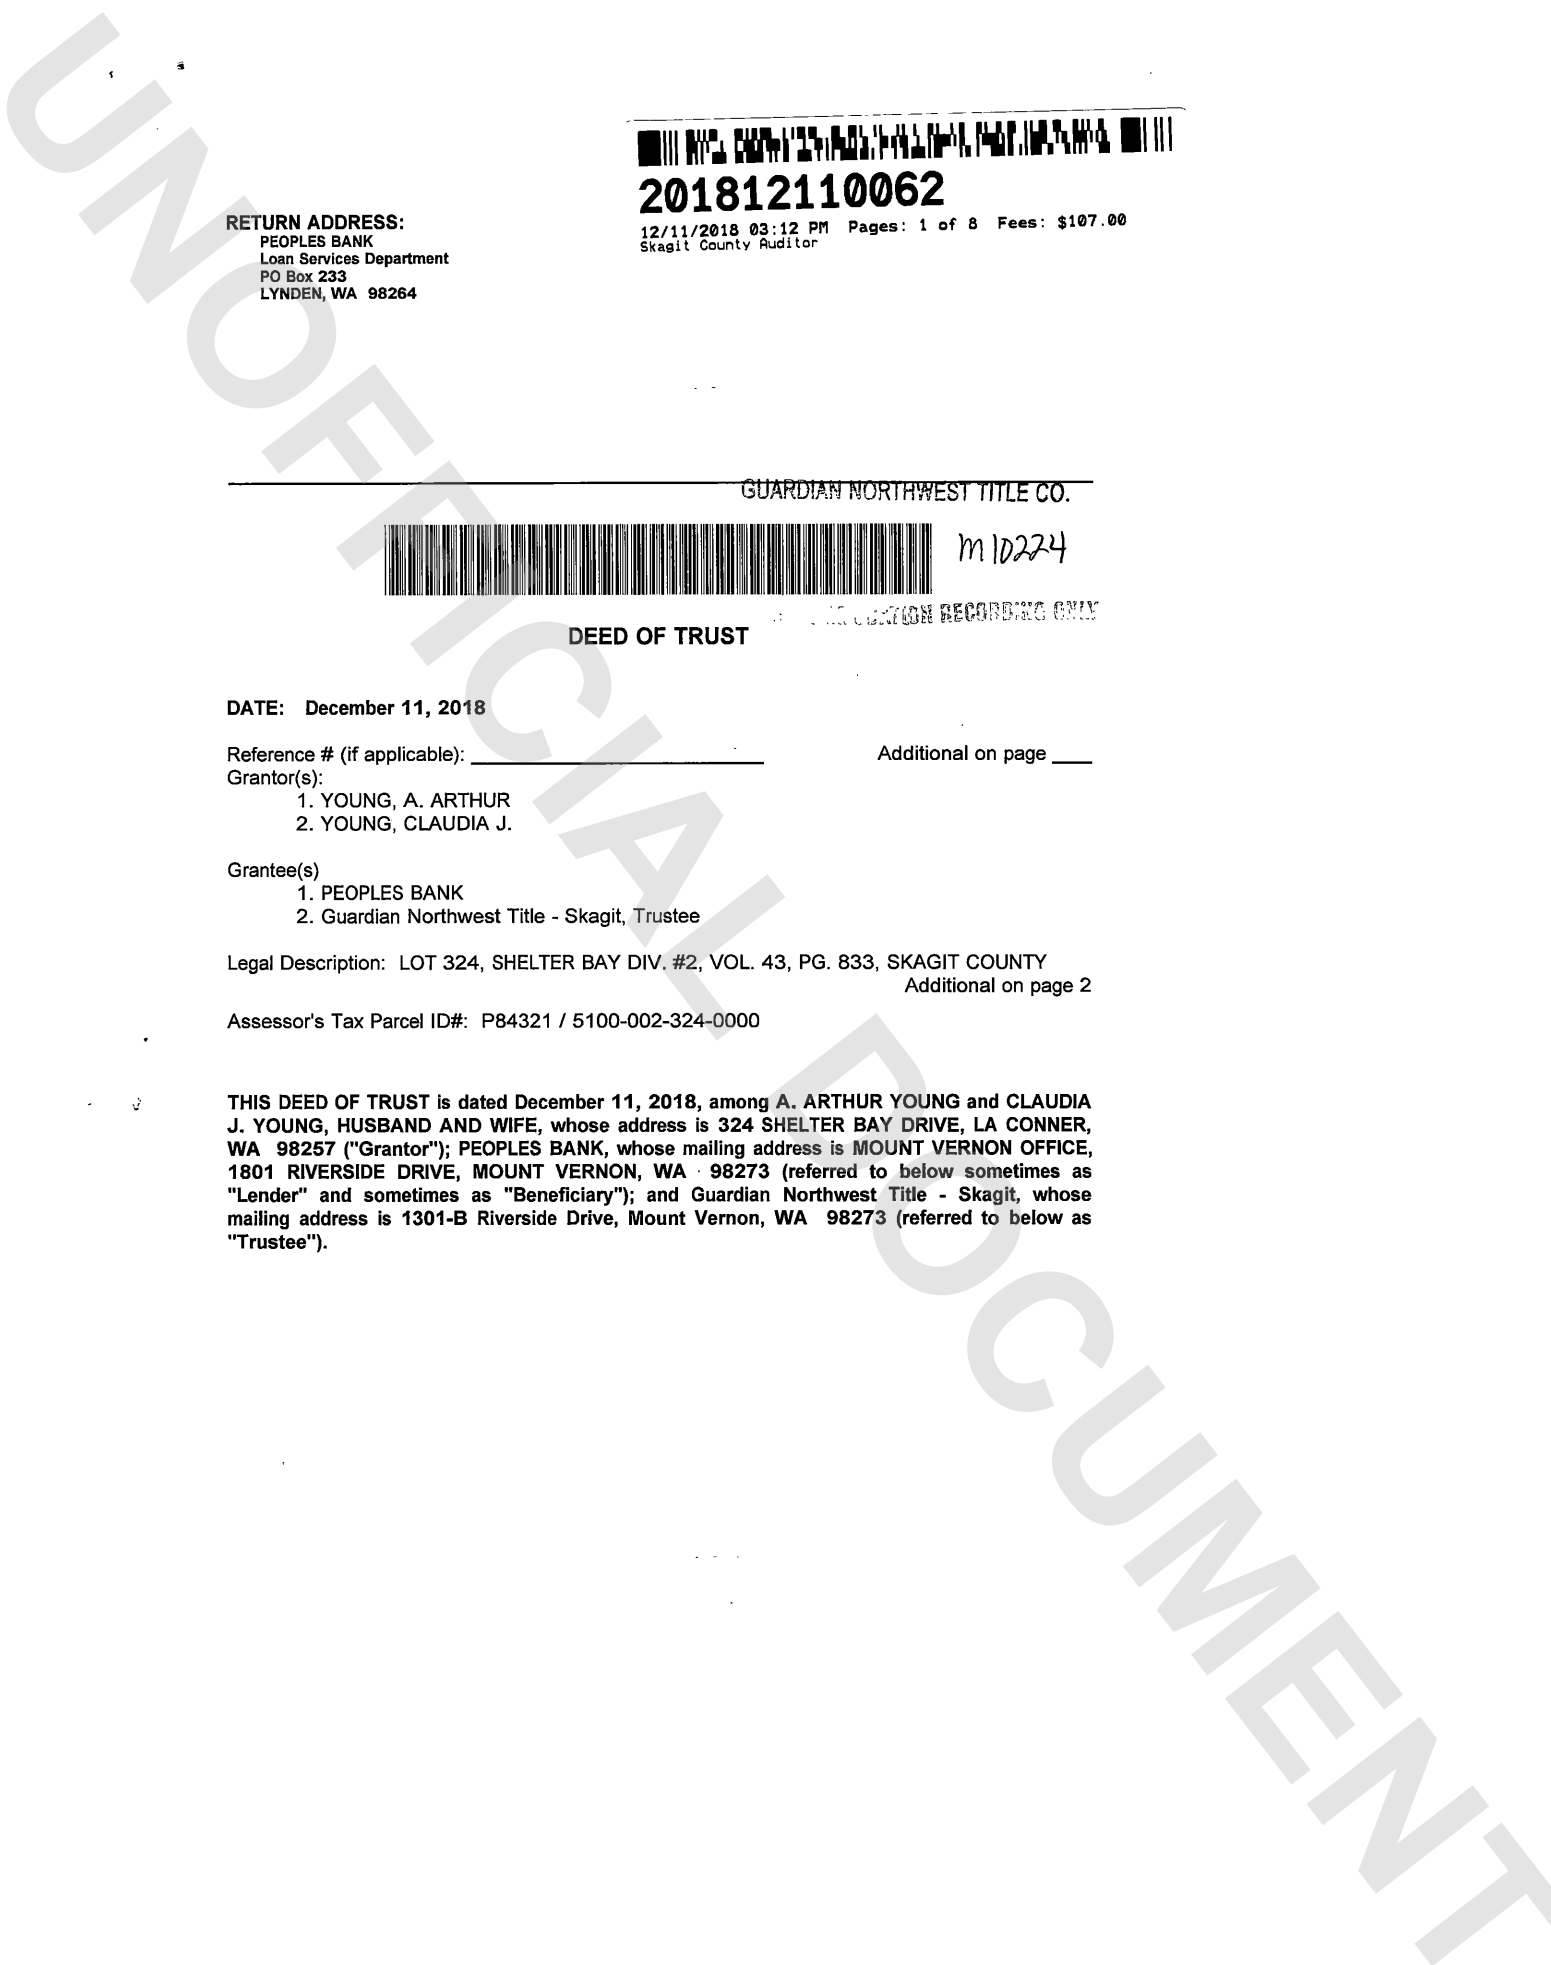 201812110062
12/11/2018 03:12 PM Pages: 1 of 8 Fees: $107.00
Skagit County Auditor
RETURN ADDRESS:
PEOPLES BANK
Loan Services Department
PO Box 233
LYNDEN, WA 98264
GUARDIAN NORTHWEST TITLE CO.
M10224
RECORDING ONLY
DEED OF TRUST
DATE: December 11, 2018
Reference # (if applicable): Additional on page
Grantor(s):
1. YOUNG, A. ARTHUR
2. YOUNG, CLAUDIA J.
Grantee(s)
1. PEOPLES BANK
2. Guardian Northwest Title - Skagit, Trustee
Legal Description: LOT 324, SHELTER BAY DIV. #2, VOL. 43, PG. 833, SKAGIT COUNTY
Additional on page 2
Assessor's Tax Parcel ID#: P84321 / 5100-002-324-0000
THIS DEED OF TRUST is dated December 11, 2018, among A. ARTHUR YOUNG and CLAUDIA
J. YOUNG, HUSBAND AND WIFE, whose address is 324 SHELTER BAY DRIVE, LA CONNER,
WA 98257 ("Grantor"); PEOPLES BANK, whose mailing address is MOUNT VERNON OFFICE,
1801 RIVERSIDE DRIVE, MOUNT VERNON, WA 98273 (referred to below sometimes as
"Lender" and sometimes as "Beneficiary"); and Guardian Northwest Title - Skagit, whose
mailing address is 1301-B Riverside Drive, Mount Vernon, WA 98273 (referred to below as
"Trustee").
UNOFFICIAL DOCUMENT